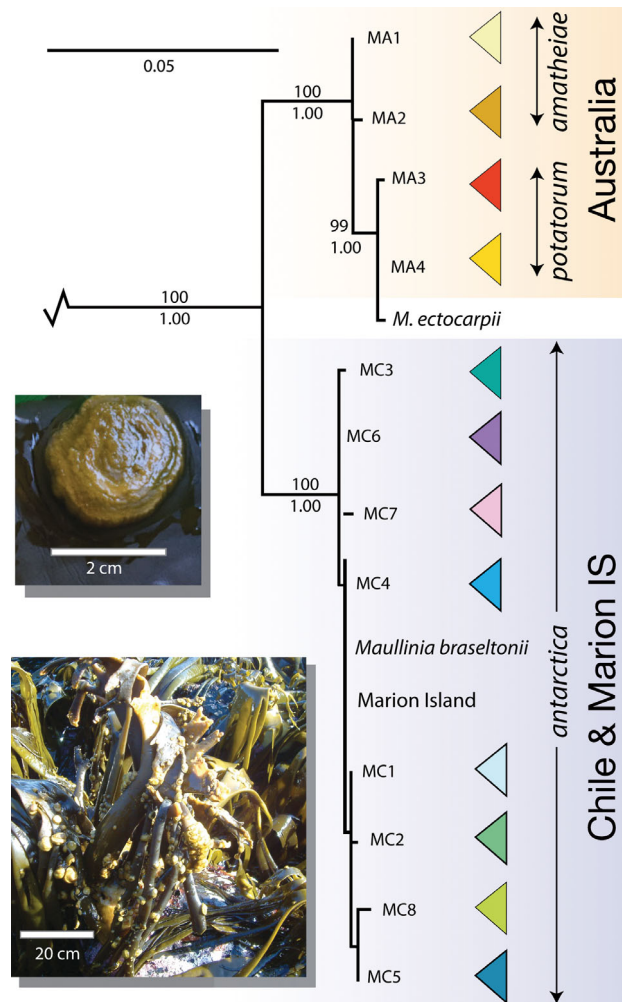 0.05
100
1.00
MA1
MA2
99
1.00
MA3
MA4
M. ectocarpii
amatheiae
potatorum
Australia
100
1.00
MC3
MC6
100
1.00
MC7
MC4
Maullinia braseltonii
Marion Island
MC1
MC2
MC8
MC5
antarctica
Chile & Marion IS
2 cm
20 cm